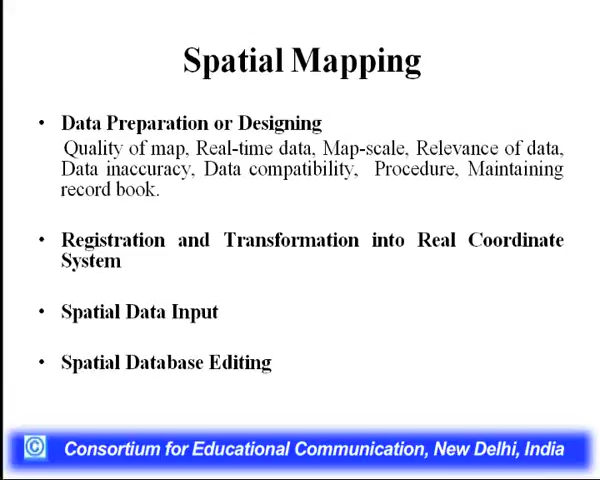 Spatial Mapping
• Data Preparation or Designing
Quality of map, Real-time data, Map-scale, Relevance of data,
Data inaccuracy, Data compatibility, Procedure, Maintaining
record book.
• Registration and Transformation into Real Coordinate
System
• Spatial Data Input
• Spatial Database Editing
© Consortium for Educational Communication, New Delhi, India